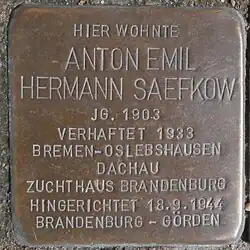 HIER WOHNTE
ANTON EMIL
HERMANN SAEFKOW
JG. 1903
VERHAFTET 1933
BREMEN-OSLEBSHAUSEN
DACHAU
ZUCHTHAUS BRANDENBURG
HINGERICHTET 18.9.1944
BRANDENBURG - GÖRDEN